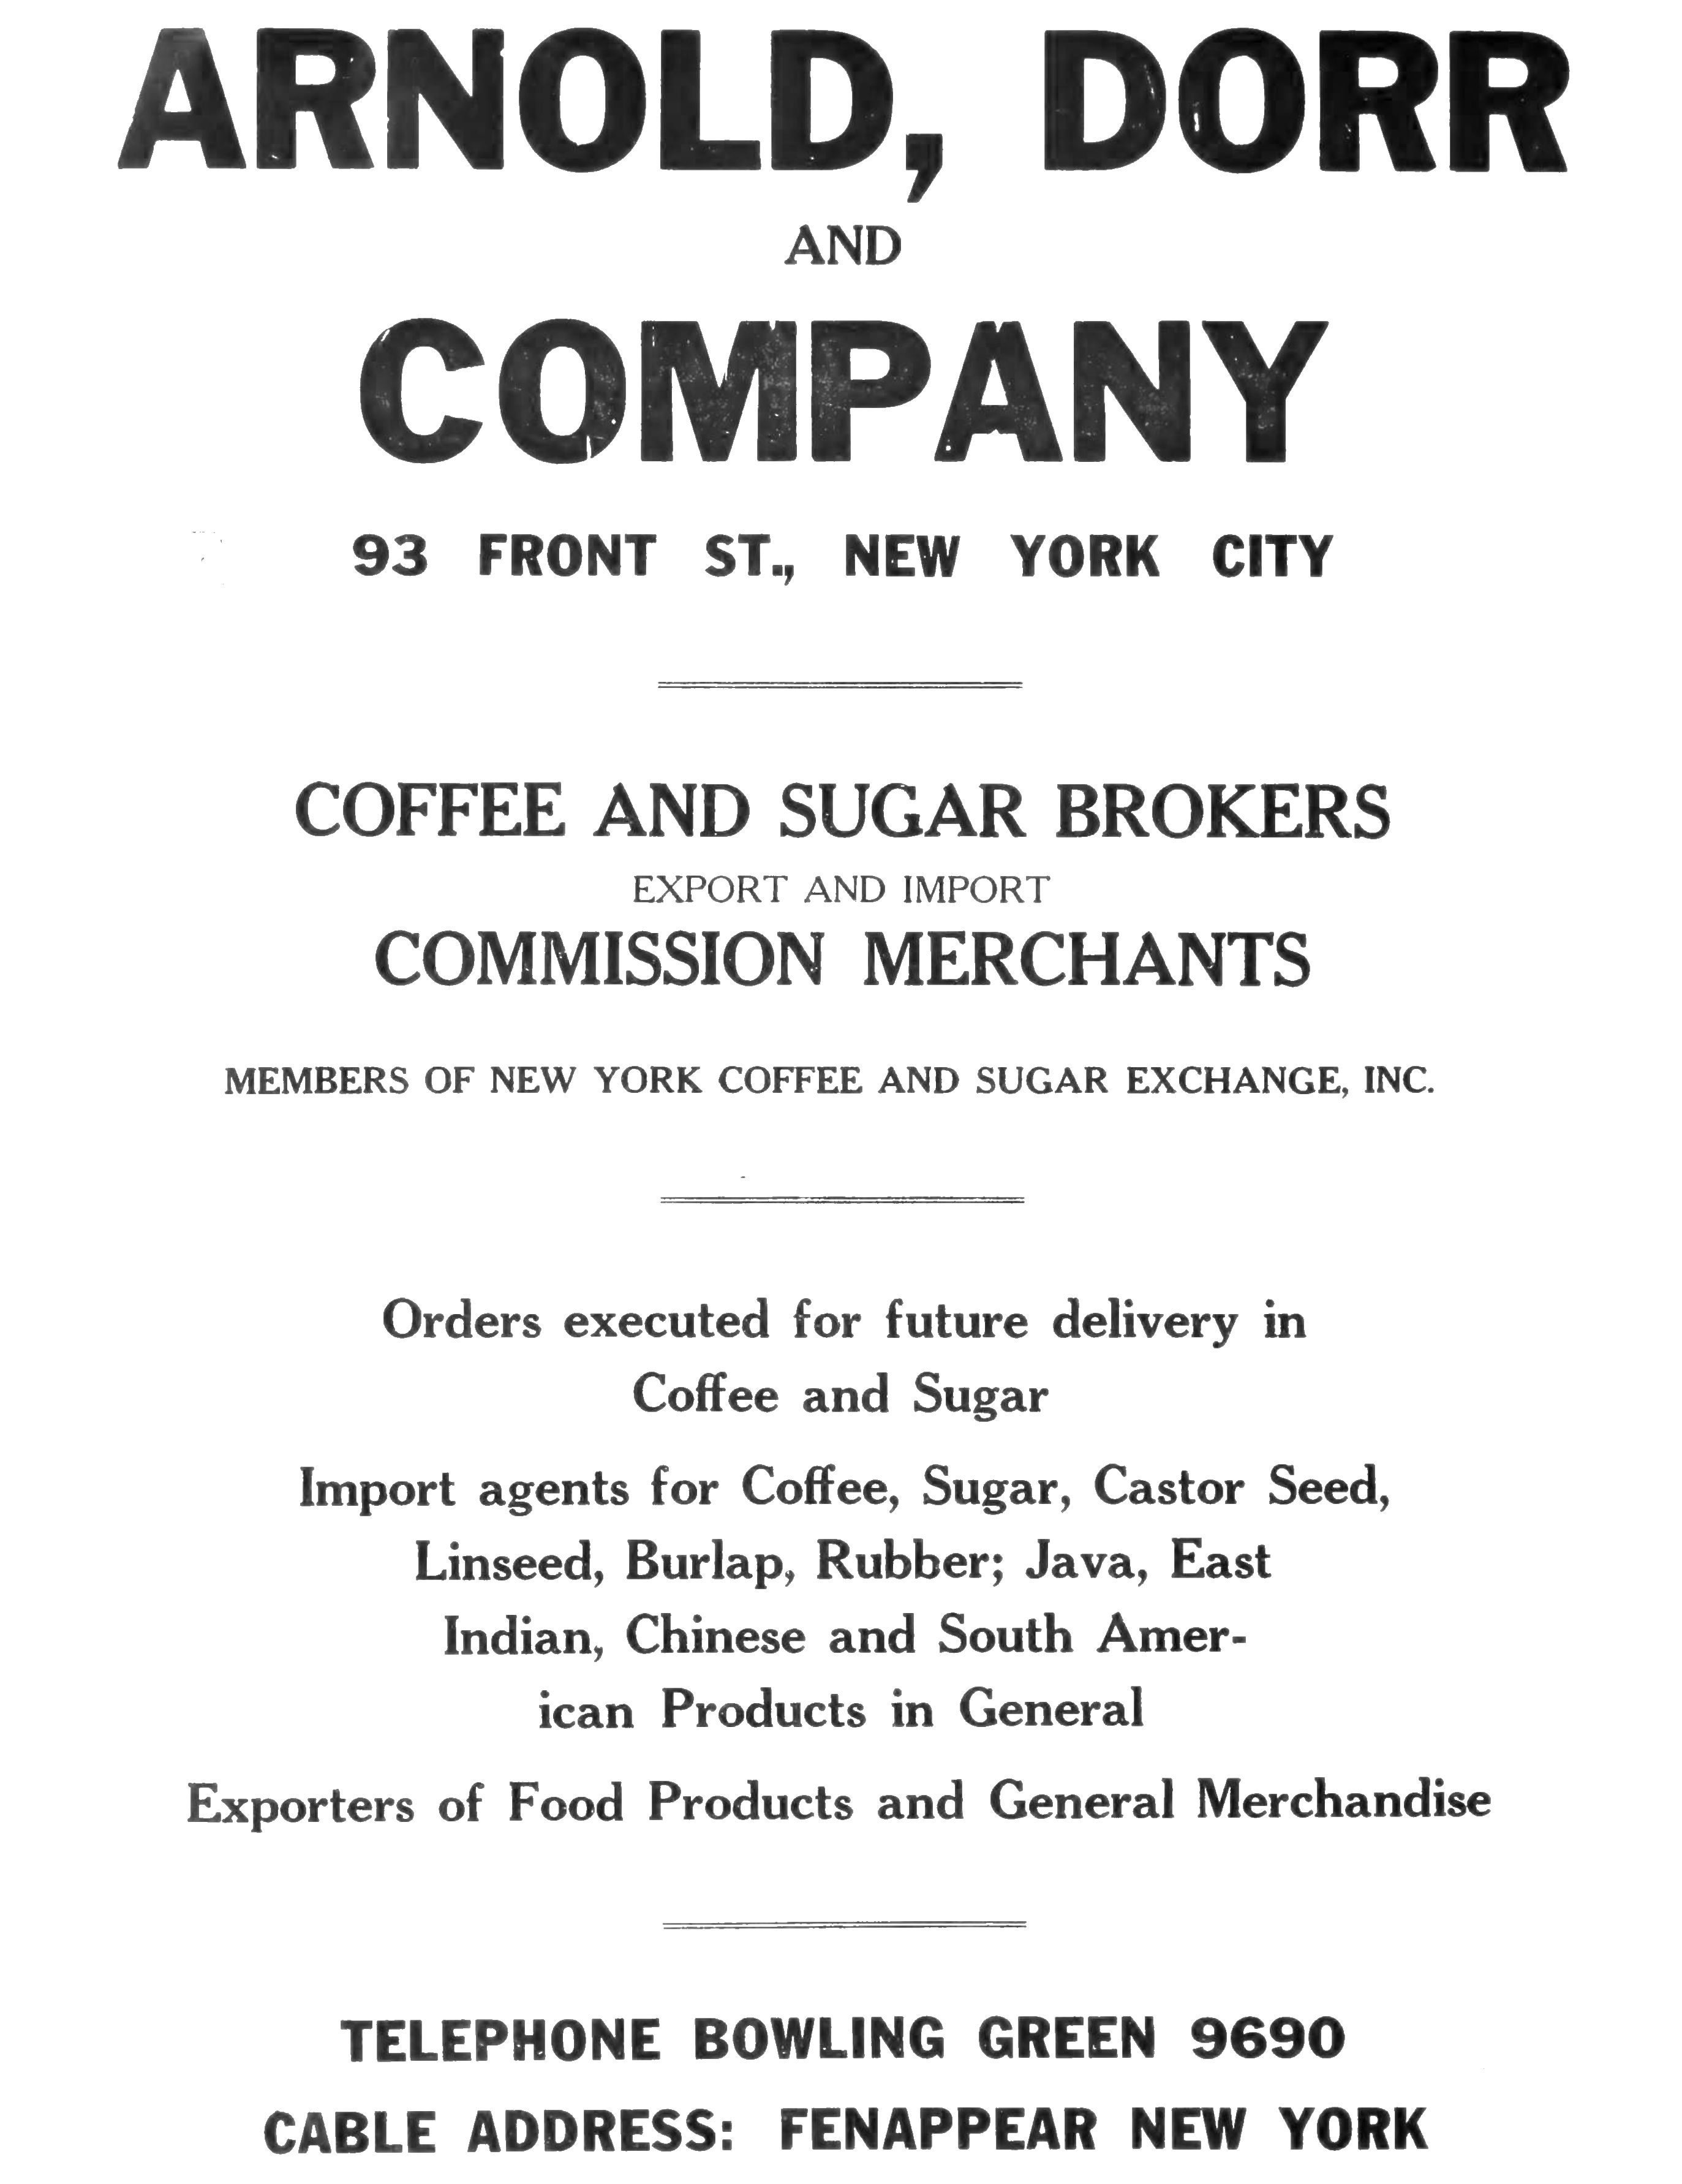 ARNOLD, DORR
AND
COMPANY
93 FRONT ST., NEW YORK CITY
COFFEE AND SUGAR BROKERS
EXPORT AND IMPORT
COMMISSION MERCHANTS
MEMBERS OF NEW YORK COFFEE AND SUGAR EXCHANGE, INC.
Orders executed for future delivery in
Coffee and Sugar
Import agents for Coffee, Sugar, Castor Seed,
Linseed, Burlap, Rubber; Java, East
Indian, Chinese and South Amer-
ican Products in General
Exporters of Food Products and General Merchandise
TELEPHONE BOWLING GREEN 9690
CABLE ADDRESS: FENAPPEAR NEW YORK